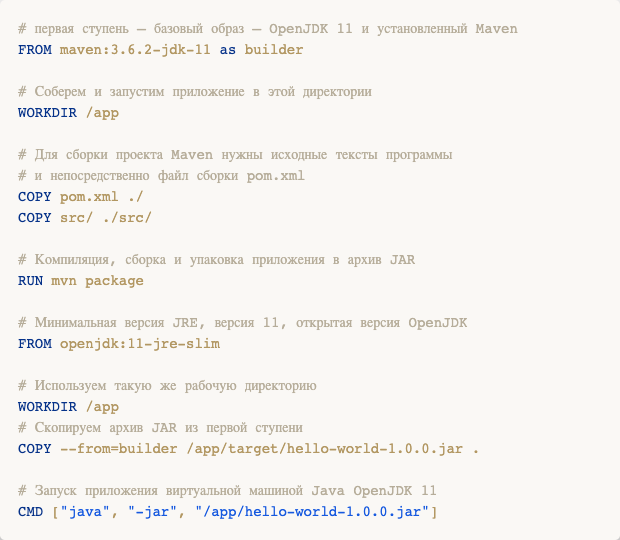 # первая ступень — базовый образ — OpenJDK 11 и установленный Maven
FROM maven:3.6.2-jdk-11 as builder
# Соберем и запустим приложение в этой директории
WORKDIR /app
# Для сборки проекта Maven нужны исходные тексты программы
# и непосредственно файл сборки pom.xml
COPY pom.xml ./
COPY src/ ./src/
# Компиляция, сборка и упаковка приложения в архив JAR
RUN mvn package
# Минимальная версия JRE, версия 11, открытая версия OpenJDK
FROM openjdk:11-jre-slim
# Используем такую же рабочую директорию
WORKDIR /app
# Скопируем архив JAR из первой ступени
COPY --from=builder /app/target/hello-world-1.0.0.jar .
# Запуск приложения виртуальной машиной Java OpenJDK 11
CMD ["java", "-jar", "/app/hello-world-1.0.0.jar"]